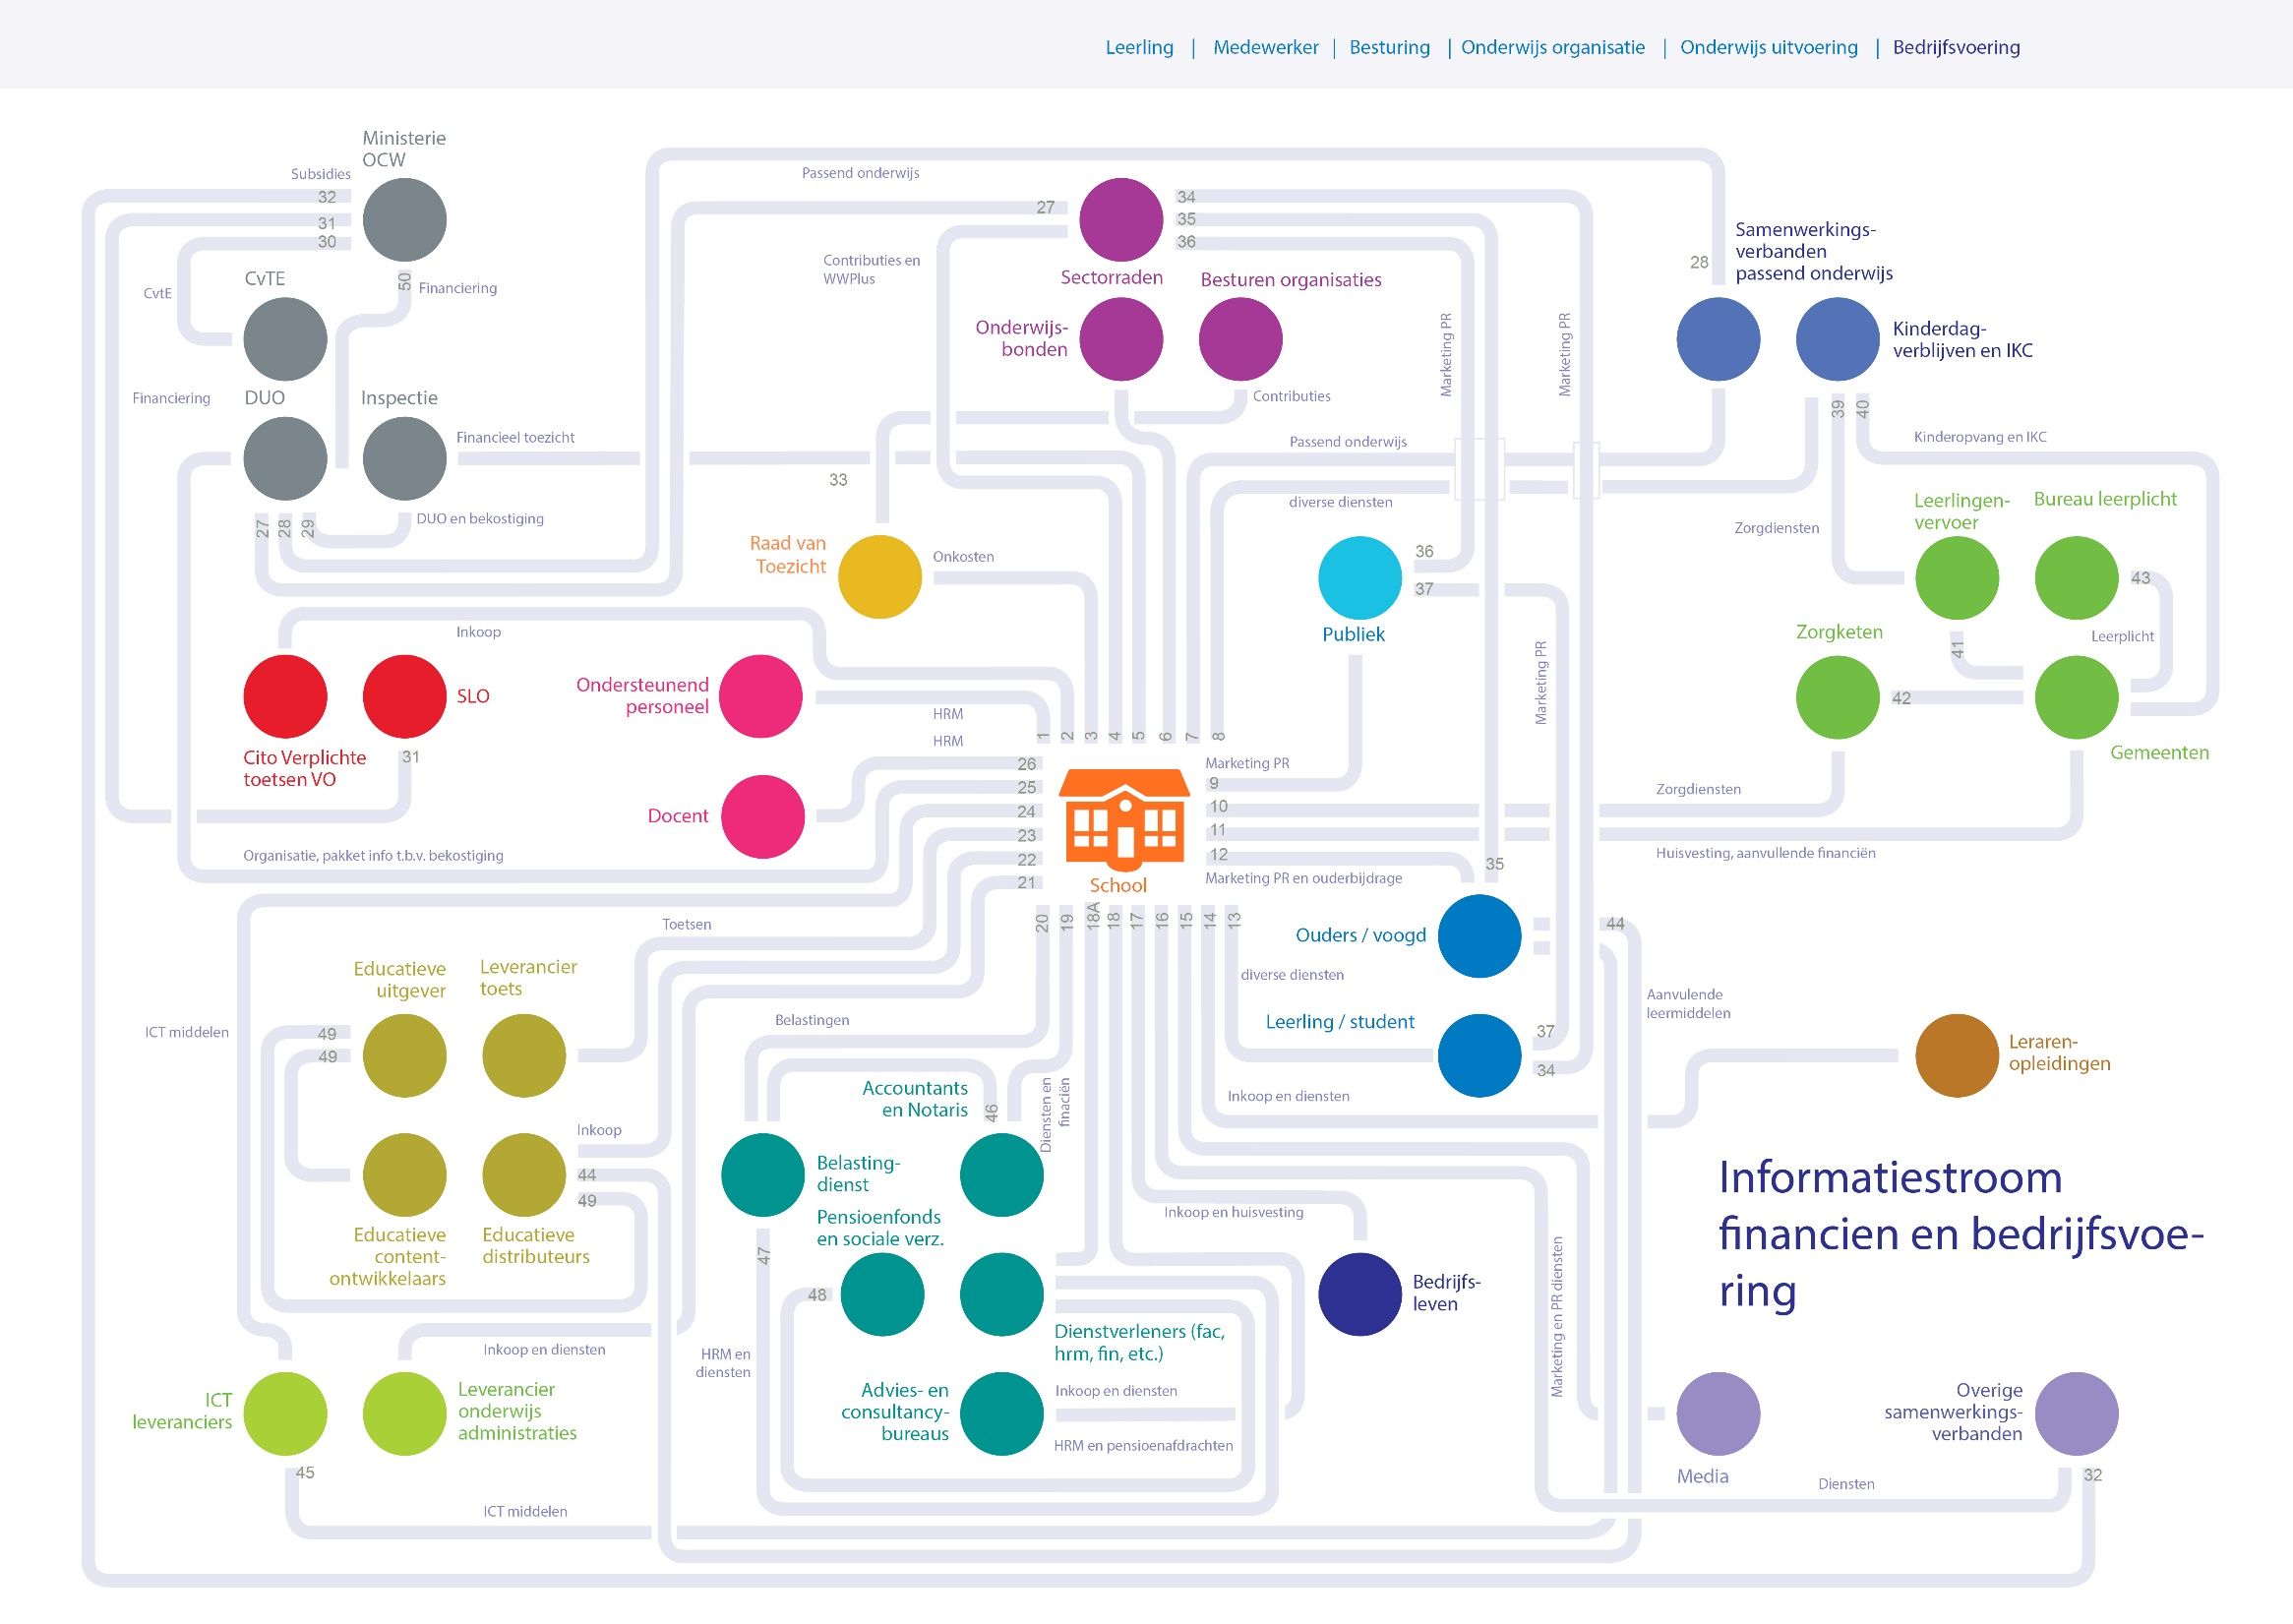 Leerling | Medewerker | Besturing | Onderwijs organisatie | Onderwijs uitvoering | Bedrijfsvoering
Ministerie
OCW
Subsidies
32
31
30
50
Financiering
CvTE
CvtE
Financiering
DUO
Inspectie
Financieel toezicht
27
28
29
DUO en bekostiging
Passend onderwijs
27
Contributies en
WWPlus
34
35
36
Sectorraden
Besturen organisaties
Onderwijs-
bonden
Contributies
Marketing PR
Marketing PR
28
Samenwerkings-
verbanden
passend onderwijs
Kinderdag-
verblijven en IKC
39
40
Kinderopvang en IKC
Passend onderwijs
diverse diensten
33
Raad van
Toezicht
Onkosten
36
37
Publiek
Marketing PR
Zorgdiensten
Leerlingen-
vervoer
Bureau leerplicht
43
Leerplicht
41
Zorgketen
42
Gemeenten
Inkoop
SLO
Cito Verplichte
toetsen VO
31
Ondersteunend
personeel
HRM
HRM
Docent
Organisatie, pakket info t.b.v. bekostiging
1
2
3
4
5
6
7
8
26
25
24
23
22
21
Marketing PR
9
10
11
12
Marketing PR en ouderbijdrage
School
20
19
18A
18
17
16
15
14
13
Zorgdiensten
Huisvesting, aanvullende financiën
35
Ouders / voogd
44
diverse diensten
Leerling / student
37
34
Inkoop en diensten
Aanvulende
leermiddelen
Leraren-
opleidingen
Toetsen
Educatieve
uitgever
Leverancier
toets
ICT middelen
49
49
Inkoop
44
49
Educatieve
content-
ontwikkelaars
Educatieve
distributeurs
Belastingen
Accountants
en Notaris
46
Diensten en
finaciën
Belasting-
dienst
Pensioenfonds
en sociale verz.
47
48
Dienstverleners (fac,
hrm, fin, etc.)
HRM en
diensten
Advies- en
consultancy-
bureaus
Inkoop en diensten
HRM en pensioenafdrachten
Inkoop en huisvesting
Bedrijfs-
leven
Marketing en PR diensten
Informatiestroom
financien en bedrijfsvoe-
ring
Inkoop en diensten
ICT
leveranciers
Leverancier
onderwijs
administraties
45
ICT middelen
Media
Overige
samenwerkings-
verbanden
Diensten
32